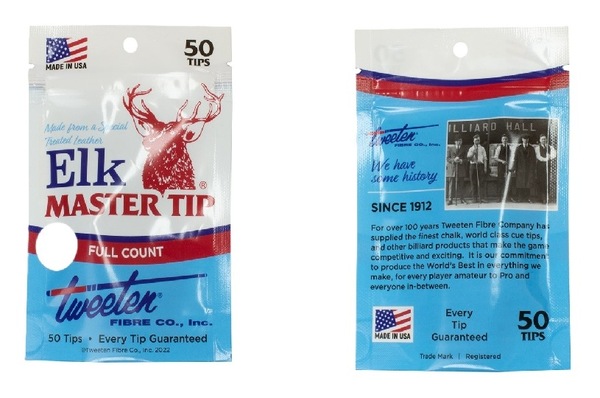 MADE IN USA
50
TIPS
Made from a Special
Treated Leather
Elk
MASTER TIP
®
FULL COUNT
tweeten®
FIBRE CO., Inc.
50 Tips • Every Tip Guaranteed
©Tweeten Fibre Co., Inc. 2022
tweeten
FIBRE CO., Inc.
ILLIARD HALL
We have
some history.
SINCE 1912
For over 100 years Tweeten Fibre Company has
supplied the finest chalk, world class cue tips,
and other billiard products that make the game
competitive and exciting. It is our commitment
to produce the World's Best in everything we
make, for every player amateur to Pro and
everyone in-between.
MADE IN USA
Every
Tip
Guaranteed
50
TIPS
Trade Mark | Registered